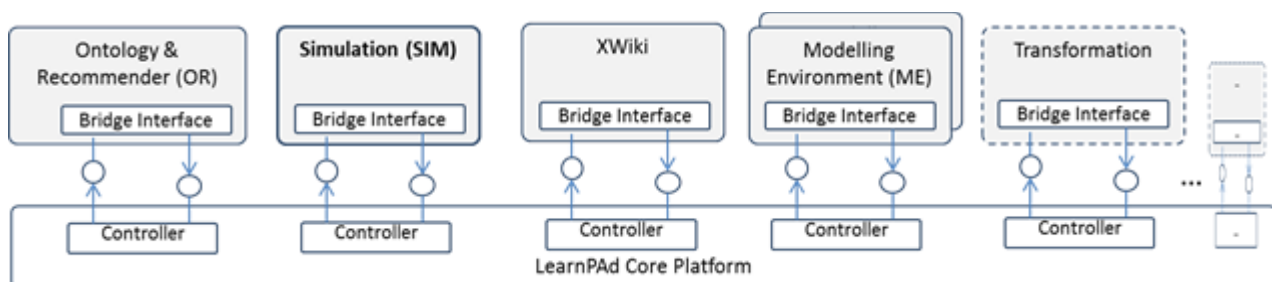 Ontology &
Recommender (OR)
Bridge Interface
Simulation (SIM)
Bridge Interface
XWiki
Bridge Interface
Modelling
Environment (ME)
Bridge Interface
Transformation
Bridge Interface
...
Controller
Controller
Controller
Controller
Controller
LearnPAd Core Platform